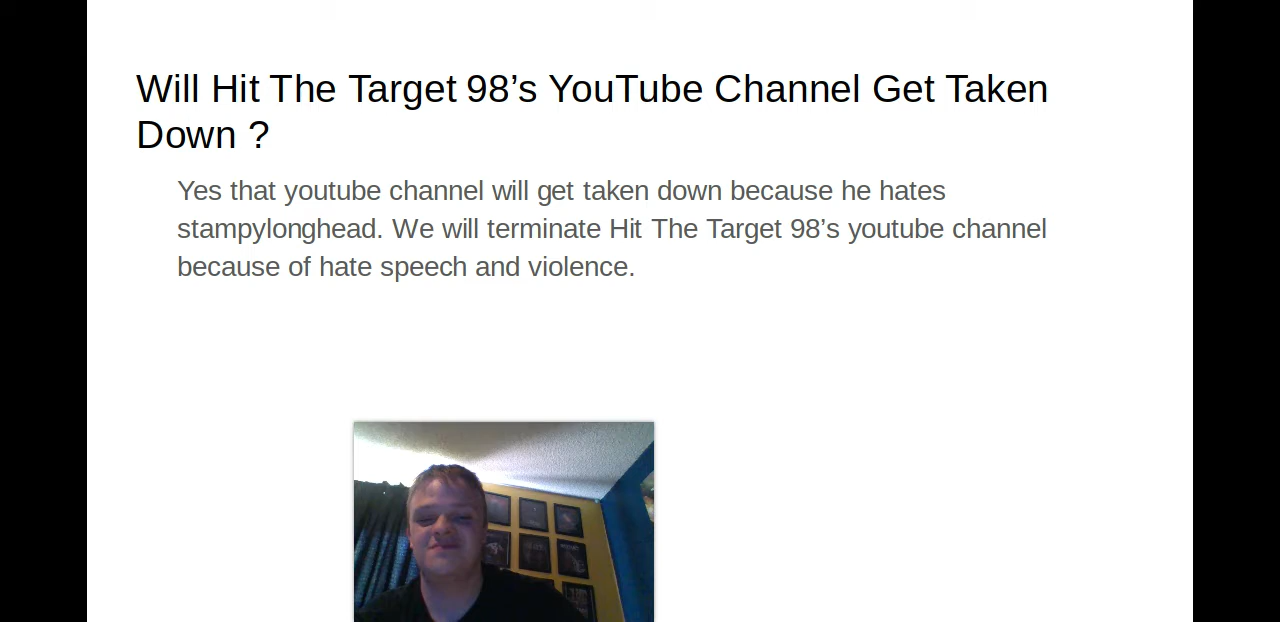 Will Hit The Target 98’s YouTube Channel Get Taken
Down ?
Yes that youtube channel will get taken down because he hates
stampylonghead. We will terminate Hit The Target 98’s youtube channel
because of hate speech and violence.